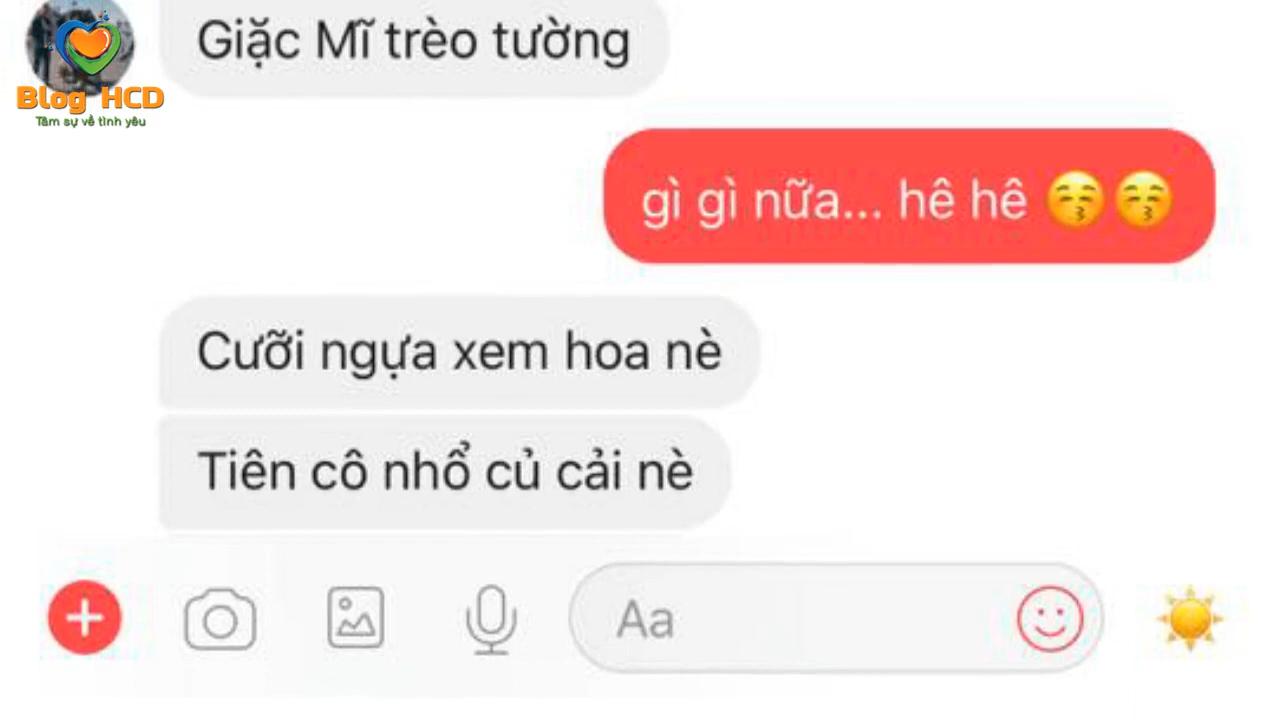 Giặc Mĩ trèo tường
Blog HCD
Tâm sự về tình yêu
gì gì nữa... hê hê 😚😚
Cưỡi ngựa xem hoa nè
Tiên cô nhổ củ cải nè
Aa